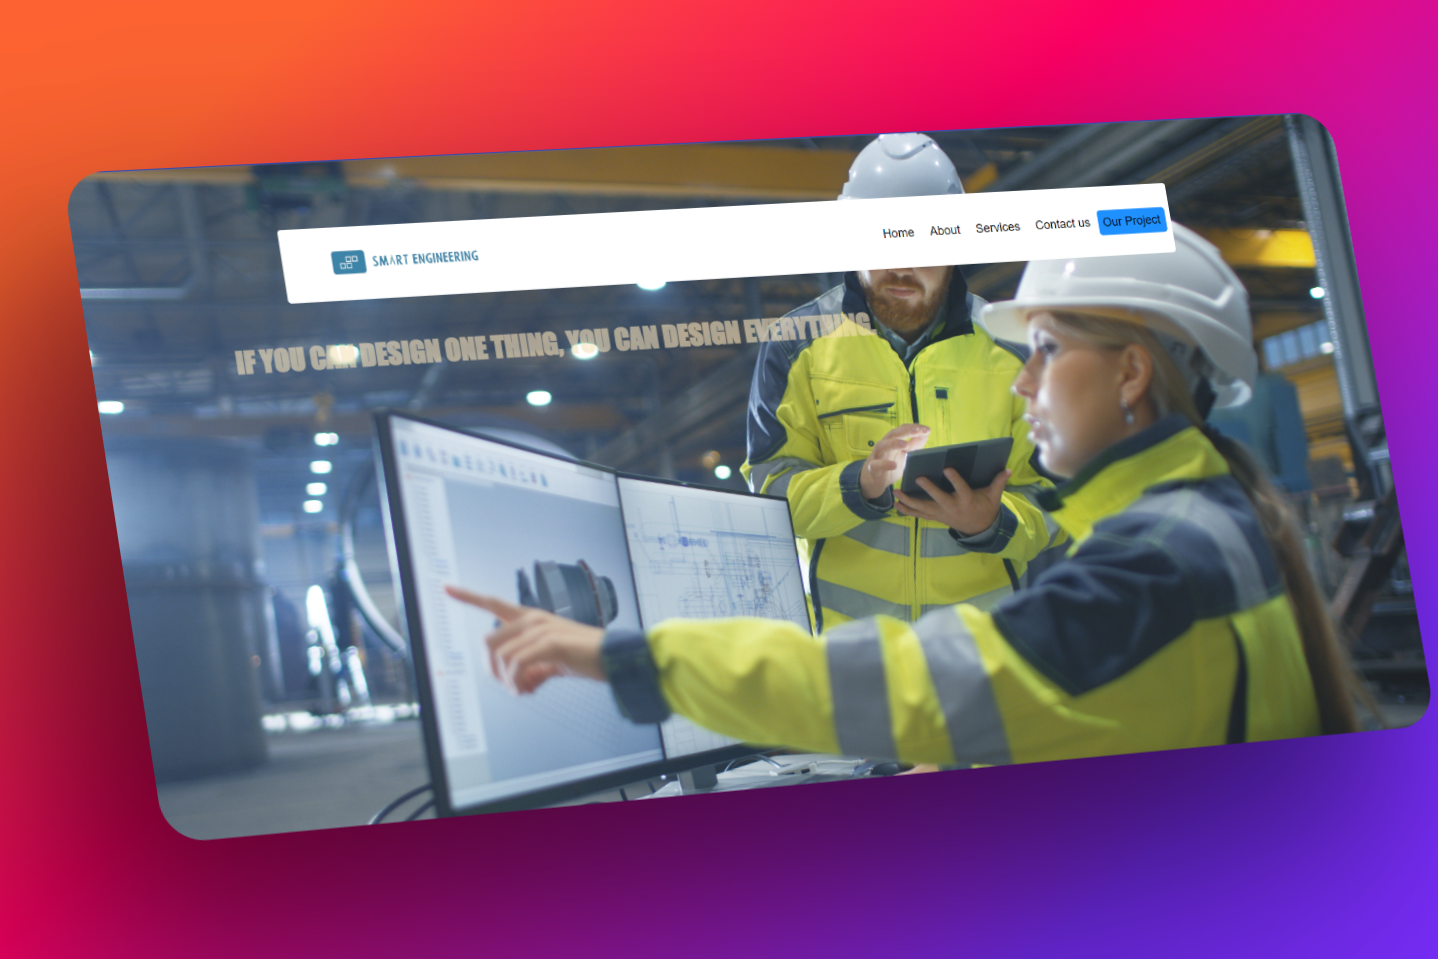 SMART ENGINEERING
Home About Services Contact us Our Project
IF YOU CAN DESIGN ONE THING, YOU CAN DESIGN EVERYTHING.